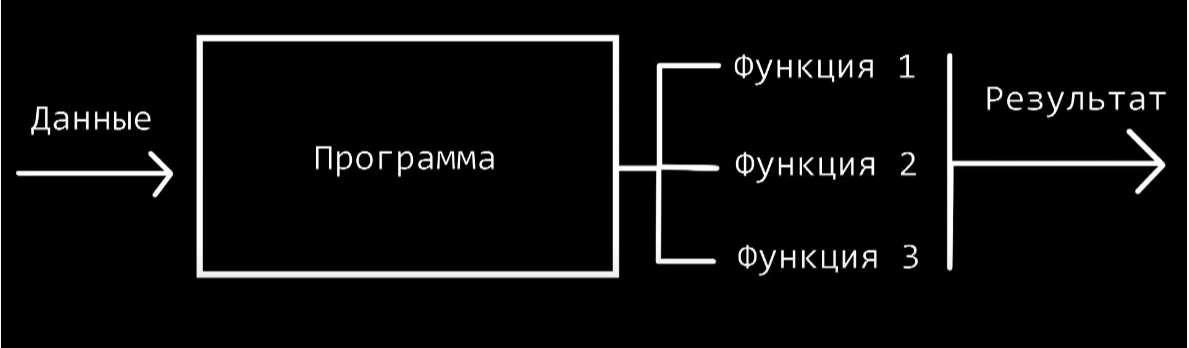 Данные
Программа
Функция 1
Функция 2
Функция 3
Результат